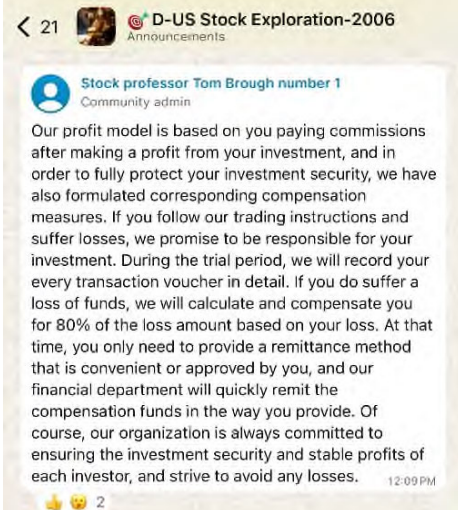 21
D-US Stock Exploration-2006
Announcements
Stock professor Tom Brough number 1
Community admin
Our profit model is based on you paying commissions
after making a profit from your investment, and in
order to fully protect your investment security, we have
also formulated corresponding compensation
measures. If you follow our trading instructions and
suffer losses, we promise to be responsible for your
investment. During the trial period, we will record your
every transaction voucher in detail. If you do suffer a
loss of funds, we will calculate and compensate you
for 80% of the loss amount based on your loss. At that
time, you only need to provide a remittance method
that is convenient or approved by you, and our
financial department will quickly remit the
compensation funds in the way you provide. Of
course, our organization is always committed to
ensuring the investment security and stable profits of
each investor, and strive to avoid any losses.
12:09 PM
2